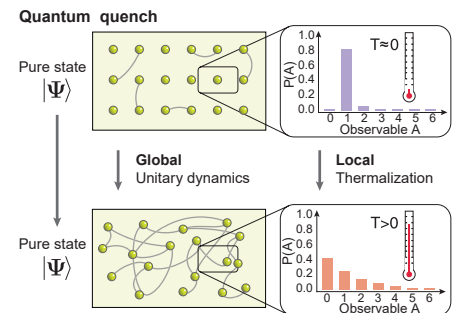 Quantum quench
Pure state
|Ψ⟩
P(A)
1.0
0.8
0.6
0.4
0.2
0.0
T≈0
0 1 2 3 4 5 6
Observable A
Global
Unitary dynamics
Local
Thermalization
Pure state
|Ψ⟩
P(A)
1.0
0.8
0.6
0.4
0.2
0.0
T>0
0 1 2 3 4 5 6
Observable A